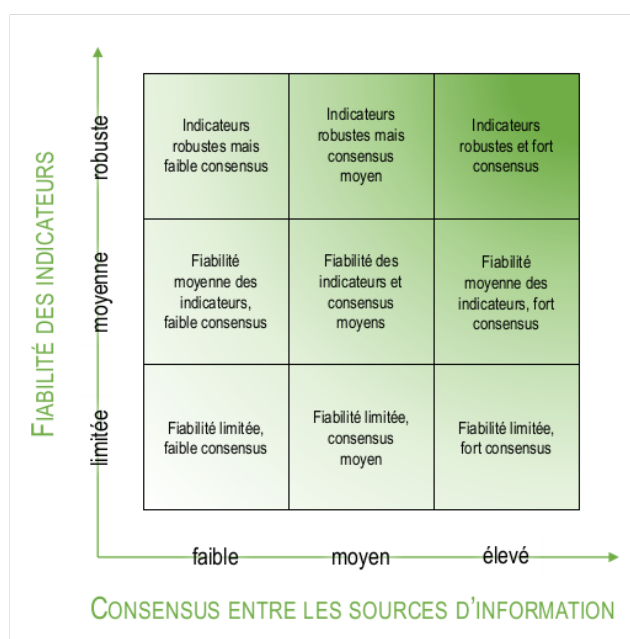 FIABILITÉ DES INDICATEURS
robuste
moyenne
limitée
Indicateurs
robustes mais
faible consensus
Indicateurs
robustes mais
consensus
moyen
Indicateurs
robustes et fort
consensus
Fiabilité
moyenne des
indicateurs,
faible consensus
Fiabilité des
indicateurs et
consensus
moyens
Fiabilité
moyenne des
indicateurs, fort
consensus
Fiabilité limitée,
faible consensus
Fiabilité limitée,
consensus
moyen
Fiabilité limitée,
fort consensus
faible
moyen
élevé
CONSENSUS ENTRE LES SOURCES D'INFORMATION